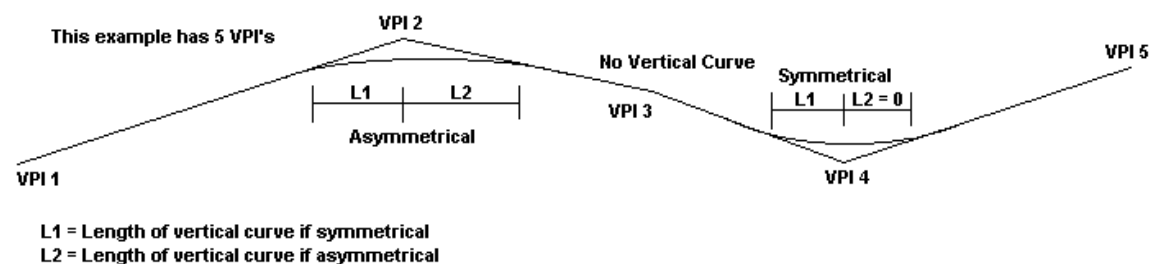 VPI 2
This example has 5 VPI's
VPI 5
No Vertical Curve
Symmetrical
L1 L2
L1 L2 = 0
VPI 3
Asymmetrical
VPI 1
VPI 4
L1 = Length of vertical curve if symmetrical
L2 = Length of vertical curve if asymmetrical